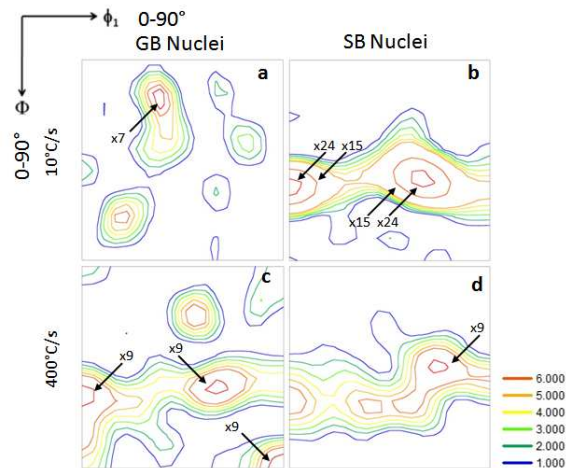 ϕ₁ 0-90°
GB Nuclei SB Nuclei
Φ
0-90°
10°C/s
a
x7
b
x24 x15
x15 x24
400°C/s
c
x9
x9
x9
d
x9
6.000
5.000
4.000
3.000
2.000
1.000